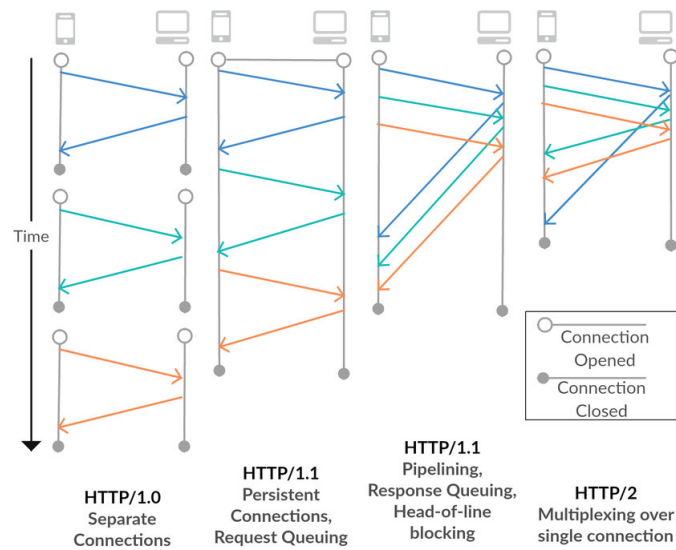 Time
Connection
Opened
Connection
Closed
HTTP/1.0
Separate
Connections
HTTP/1.1
Persistent
Connections,
Request Queuing
HTTP/1.1
Pipelining,
Response Queuing,
Head-of-line
blocking
HTTP/2
Multiplexing over
single connection